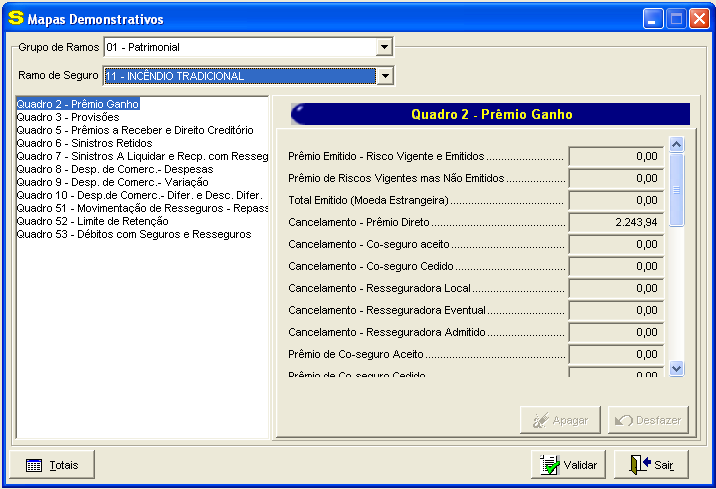 S Mapas Demonstrativos
Grupo de Ramos 01 - Patrimonial
Ramo de Seguro 11 - INCÊNDIO TRADICIONAL
Quadro 2 - Prêmio Ganho
Quadro 3 - Provisões
Quadro 5 - Prêmios a Receber e Direito Creditório
Quadro 6 - Sinistros Retidos
Quadro 7 - Sinistros A Liquidar e Recp. com Resseg
Quadro 8 - Desp. de Comerc.- Despesas
Quadro 9 - Desp. de Comerc.- Variação
Quadro 10 - Desp.de Comerc.- Difer. e Desc. Difer.
Quadro 51 - Movimentação de Resseguros - Repass
Quadro 52 - Limite de Retenção
Quadro 53 - Débitos com Seguros e Resseguros
Quadro 2 - Prêmio Ganho
Prêmio Emitido - Risco Vigente e Emitidos 0,00
Prêmio de Riscos Vigentes mas Não Emitidos 0,00
Total Emitido (Moeda Estrangeira) 0,00
Cancelamento - Prêmio Direto 2.243,94
Cancelamento - Co-seguro aceito 0,00
Cancelamento - Co-seguro Cedido 0,00
Cancelamento - Resseguradora Local 0,00
Cancelamento - Resseguradora Eventual 0,00
Cancelamento - Resseguradora Admitido 0,00
Prêmio de Co-seguro Aceito 0,00
Prêmio de Co-seguro Cedido 0,00
Apagar Desfazer
Totais Validar Sair